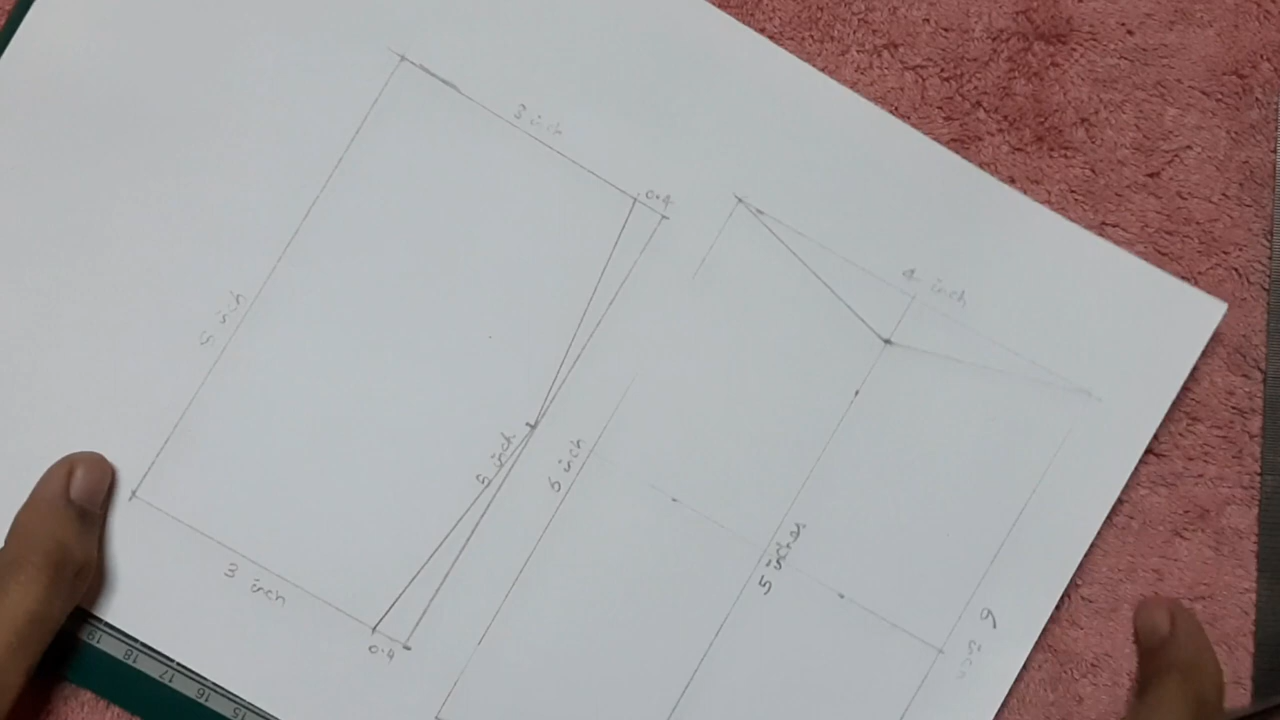 3 inch
0.4
5 inch
5 inch
3 inch
0.4
4 inch
6 inch
5 inches
6 inch
19
18
17
16
15